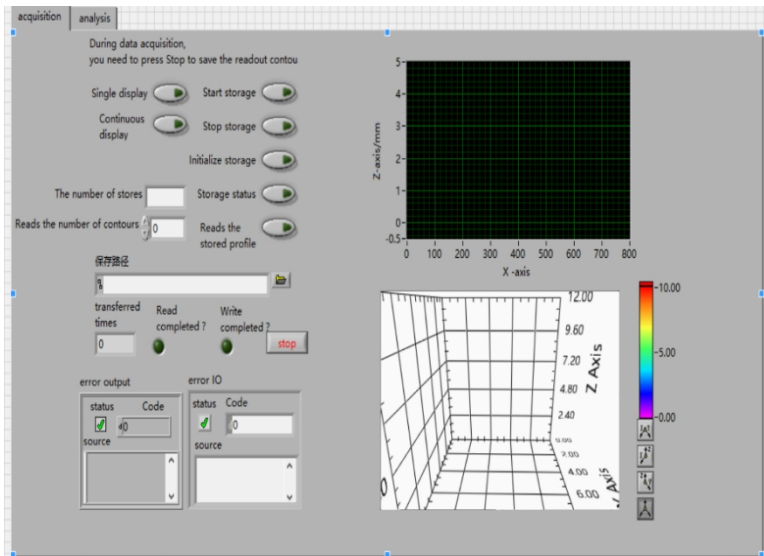 acquisition
analysis
During data acquisition,
you need to press Stop to save the readout contou
Single display
Start storage
Continuous
display
Stop storage
Initialize storage
The number of stores
Storage status
Reads the number of contours
0
Reads the
stored profile
保存路径
transferred
times
Read
completed ?
Write
completed ?
0
stop
error output
status
Code
0
source
error IO
status
Code
0
source
Z-axis/mm
5
4
3
2
1
0
-0.5
0 100 200 300 400 500 600 700 800
X -axis
12.00
9.60
7.20
4.80
2.40
0.00
2.00
4.00
6.00
Z Axis
Axis
0
10.00
5.00
0.00